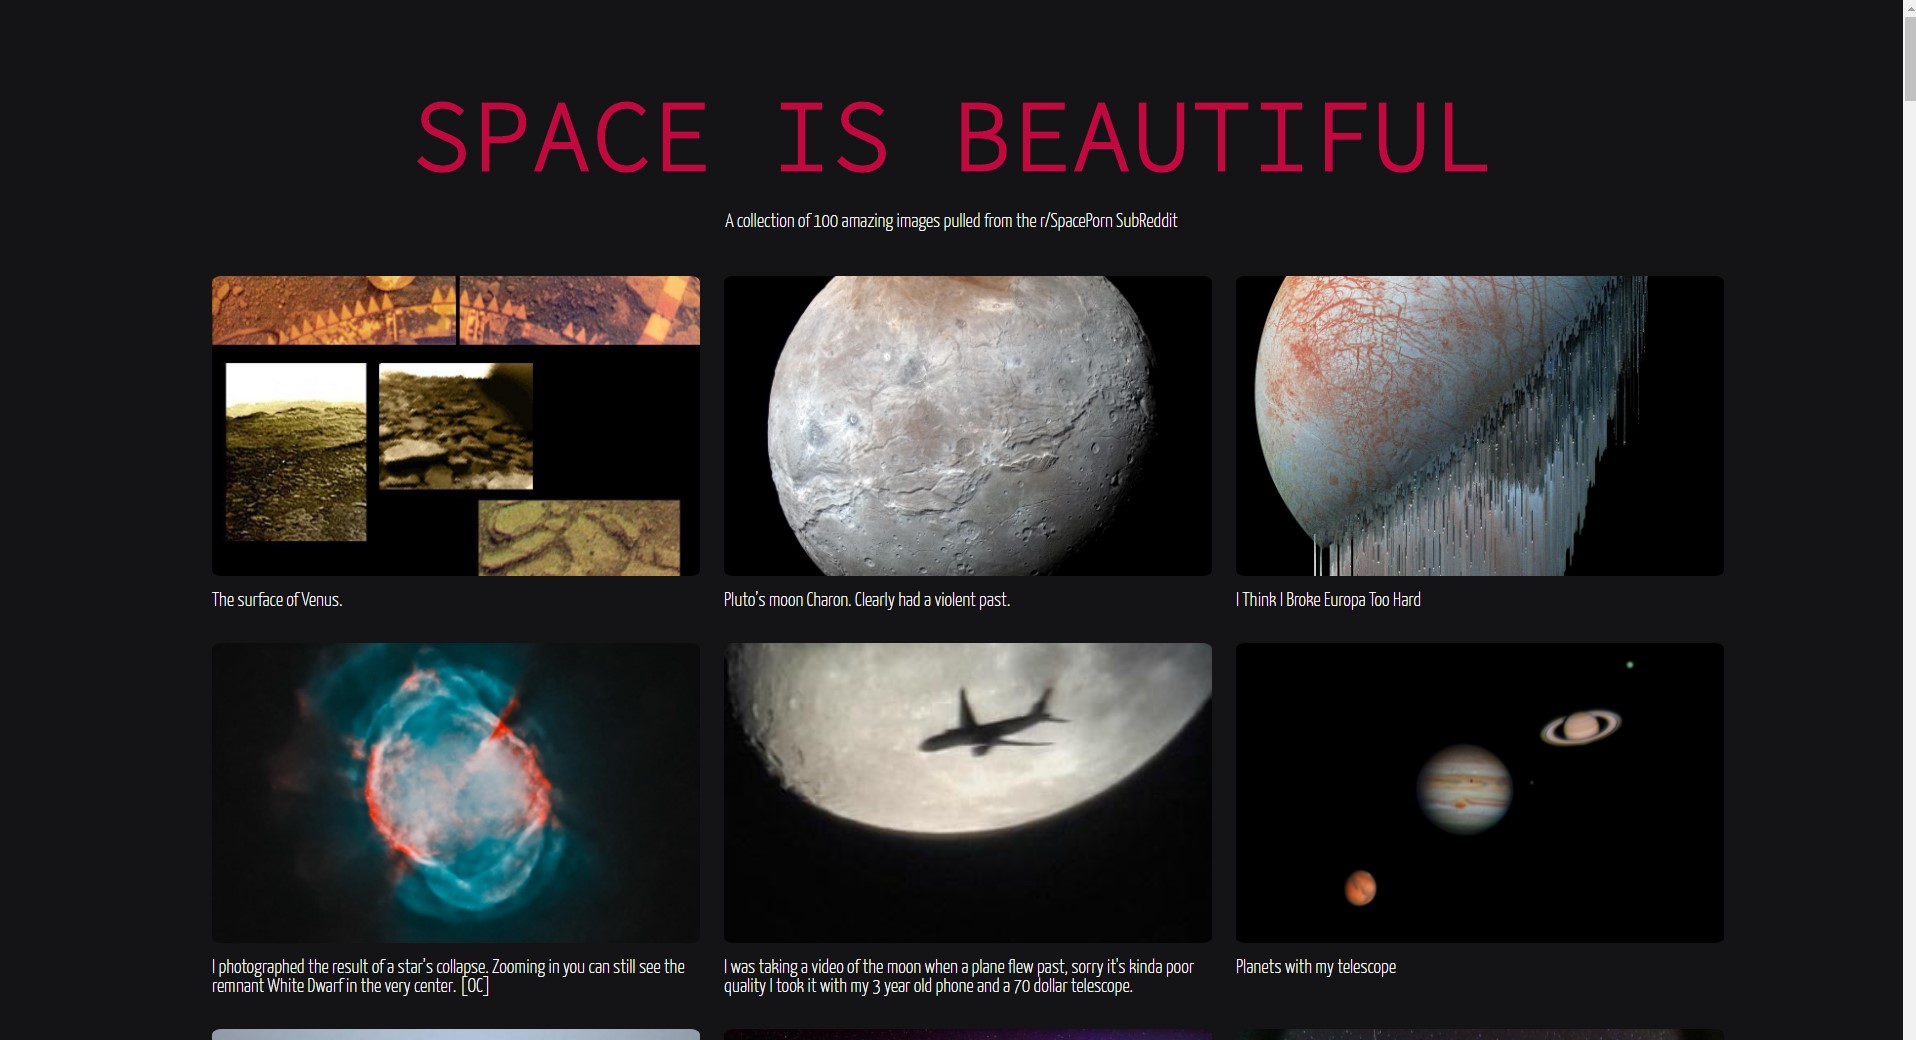 SPACE IS BEAUTIFUL
A collection of 100 amazing images pulled from the r/SpacePorn SubReddit
The surface of Venus.
Pluto's moon Charon. Clearly had a violent past.
I Think I Broke Europa Too Hard
I photographed the result of a star's collapse. Zooming in you can still see the
remnant White Dwarf in the very center. [OC]
I was taking a video of the moon when a plane flew past, sorry it's kinda poor
quality I took it with my 3 year old phone and a 70 dollar telescope.
Planets with my telescope